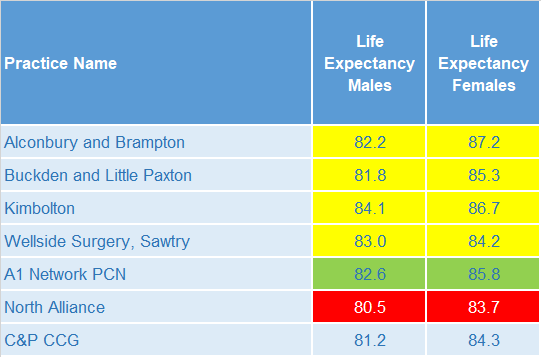 Practice Name Life Expectancy Males Life Expectancy Females
Alconbury and Brampton 82.2 87.2
Buckden and Little Paxton 81.8 85.3
Kimbolton 84.1 86.7
Wellside Surgery, Sawtry 83.0 84.2
A1 Network PCN 82.6 85.8
North Alliance 80.5 83.7
C&P CCG 81.2 84.3